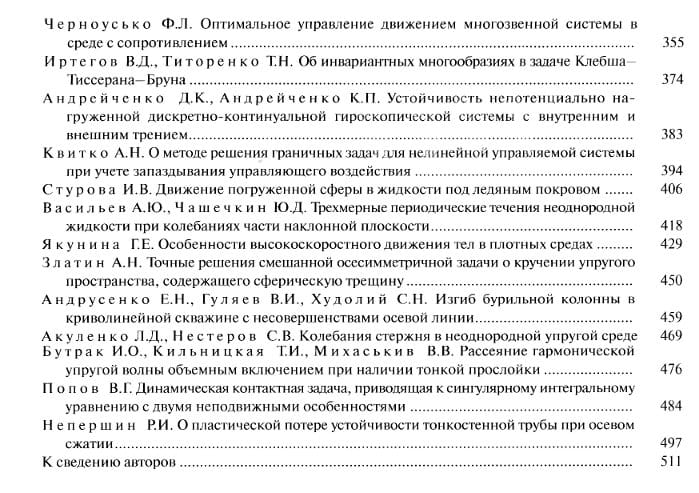 Черноусько Ф.Л. Оптимальное управление движением многозвенной системы в
среде с сопротивлением 355
Иртегов В.Д., Титоренко Т.Н. Об инвариантных многообразиях в задаче Клебша—
Тиссерана—Бруна 374
Андрейченко Д.К., Андрейченко К.П. Устойчивость непотенциально на-
груженной дискретно-континуальной гироскопической системы с внутренним и
внешним трением 383
Квитко А.Н. О методе решения граничных задач для нелинейной управляемой системы
при учете запаздывания управляющего воздействия 394
Стурова И.В. Движение погруженной сферы в жидкости под ледяным покровом 406
Васильев А.Ю., Чашечкин Ю.Д. Трехмерные периодические течения неоднородной
жидкости при колебаниях части наклонной плоскости 418
Якунина Г.Е. Особенности высокоскоростного движения тел в плотных средах 429
Златин А.Н. Точные решения смешанной осесимметричной задачи о кручении упругого
пространства, содержащего сферическую трещину 450
Андрусенко Е.Н., Гуляев В.И., Худолий С.Н. Изгиб бурильной колонны в
криволинейной скважине с несовершенствами осевой линии 459
Акуленко Л.Д., Нестеров С.В. Колебания стержня в неоднородной упругой среде 469
Бутрак И.О., Кильницкая Т.И., Михаськив В.В. Рассеяние гармонической
упругой волны объемным включением при наличии тонкой прослойки 476
Попов В.Г. Динамическая контактная задача, приводящая к сингулярному интегральному
уравнению с двумя неподвижными особенностями 484
Непершин Р.И. О пластической потере устойчивости тонкостенной трубы при осевом
сжатии 497
К сведению авторов 511